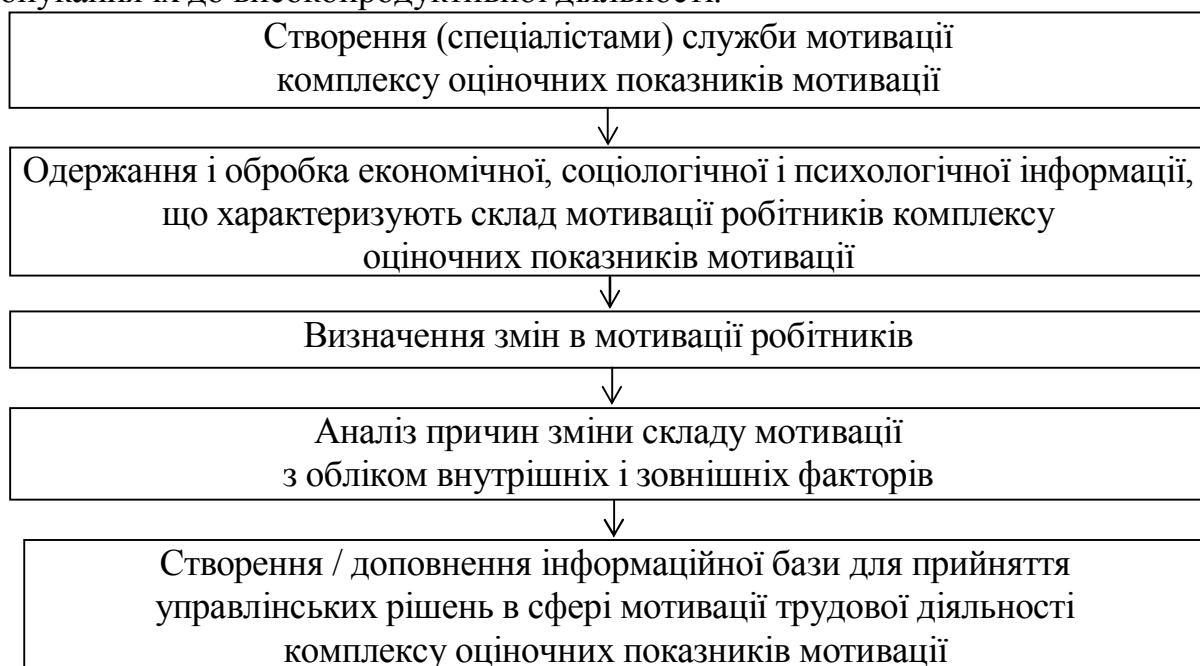 їх до високопродуктивної діяльності.
Створення (спеціалістами) служби мотивації
комплексу оціночних показників мотивації
Одержання і обробка економічної, соціологічної і психологічної інформації,
що характеризують склад мотивації робітників комплексу
оціночних показників мотивації
Визначення змін в мотивації робітників
Аналіз причин зміни складу мотивації
з обліком внутрішніх і зовнішніх факторів
Створення / доповнення інформаційної бази для прийняття
управлінських рішень в сфері мотивації трудової діяльності
комплексу оціночних показників мотивації